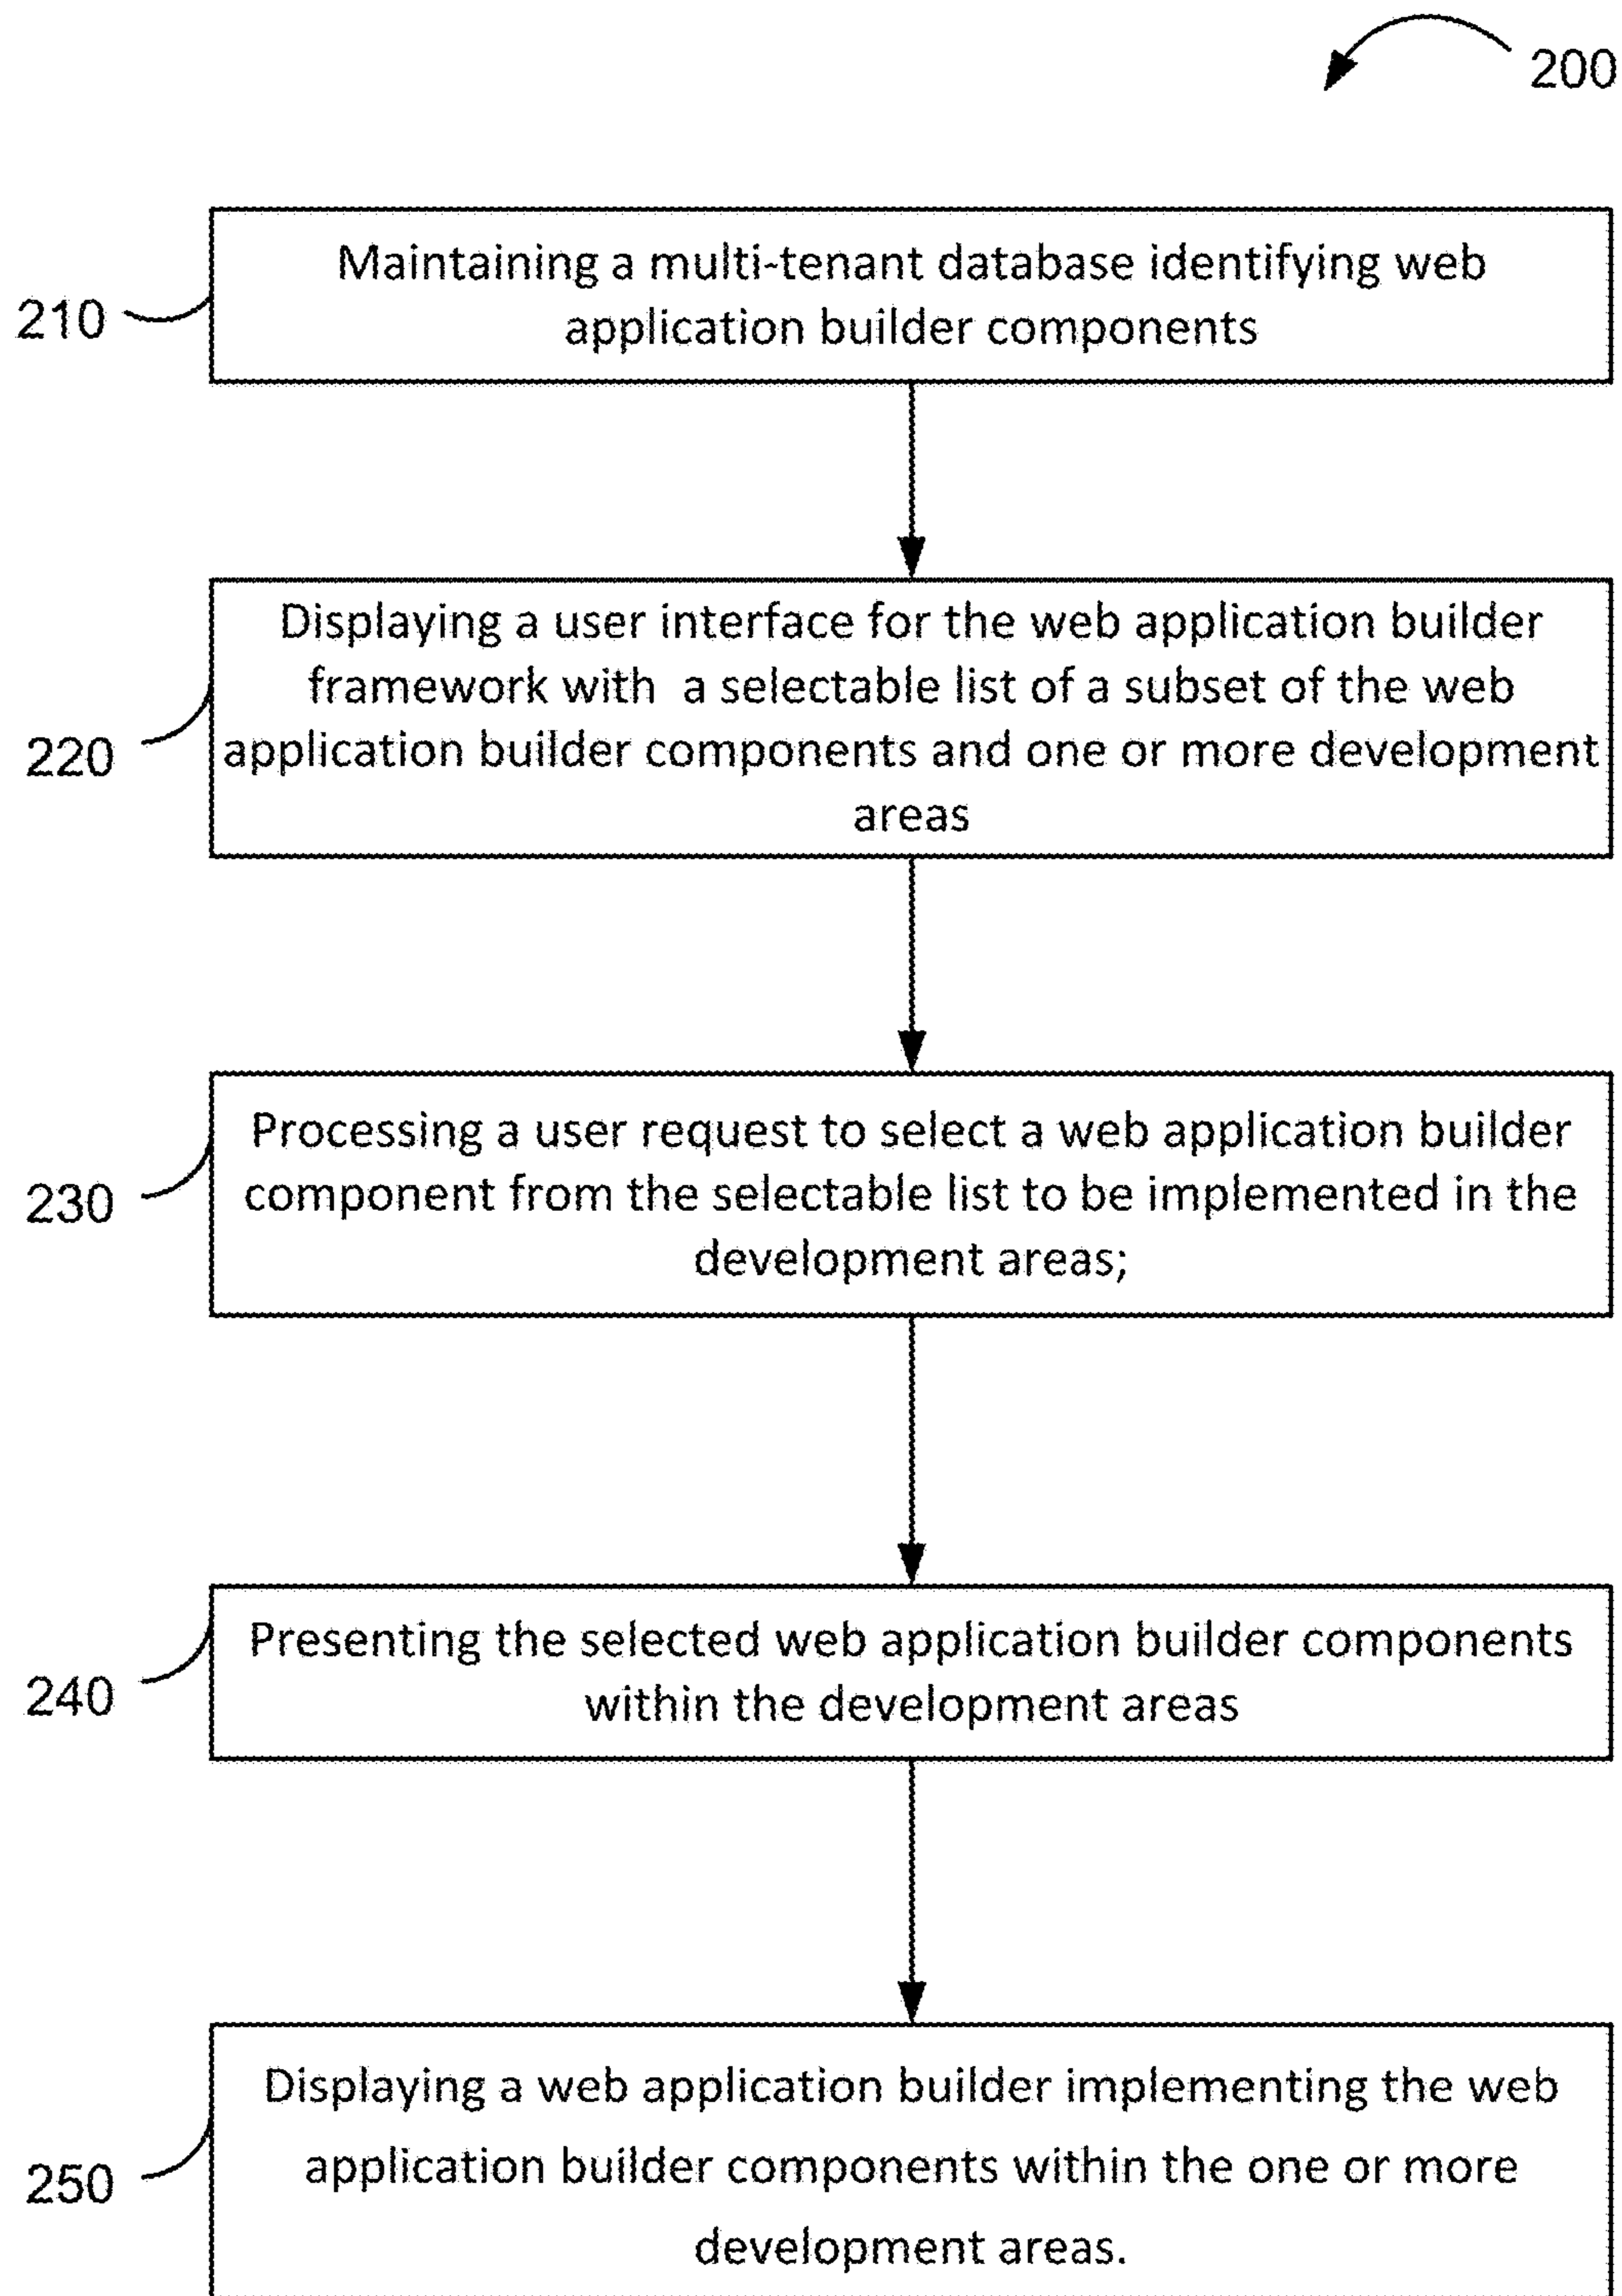 200
Maintaining a multi-tenant database identifying web
application builder components
210
Displaying a user interface for the web application builder
framework with  a selectable list of a subset of the web
application builder components and one or more development
areas
220
Processing a user request to select a web application builder
component from the selectable list to be implemented in the
development areas;
230
Presenting the selected web application builder components
within the development areas
240
Displaying a web application builder implementing the web
application builder components within the one or more
development areas.
250